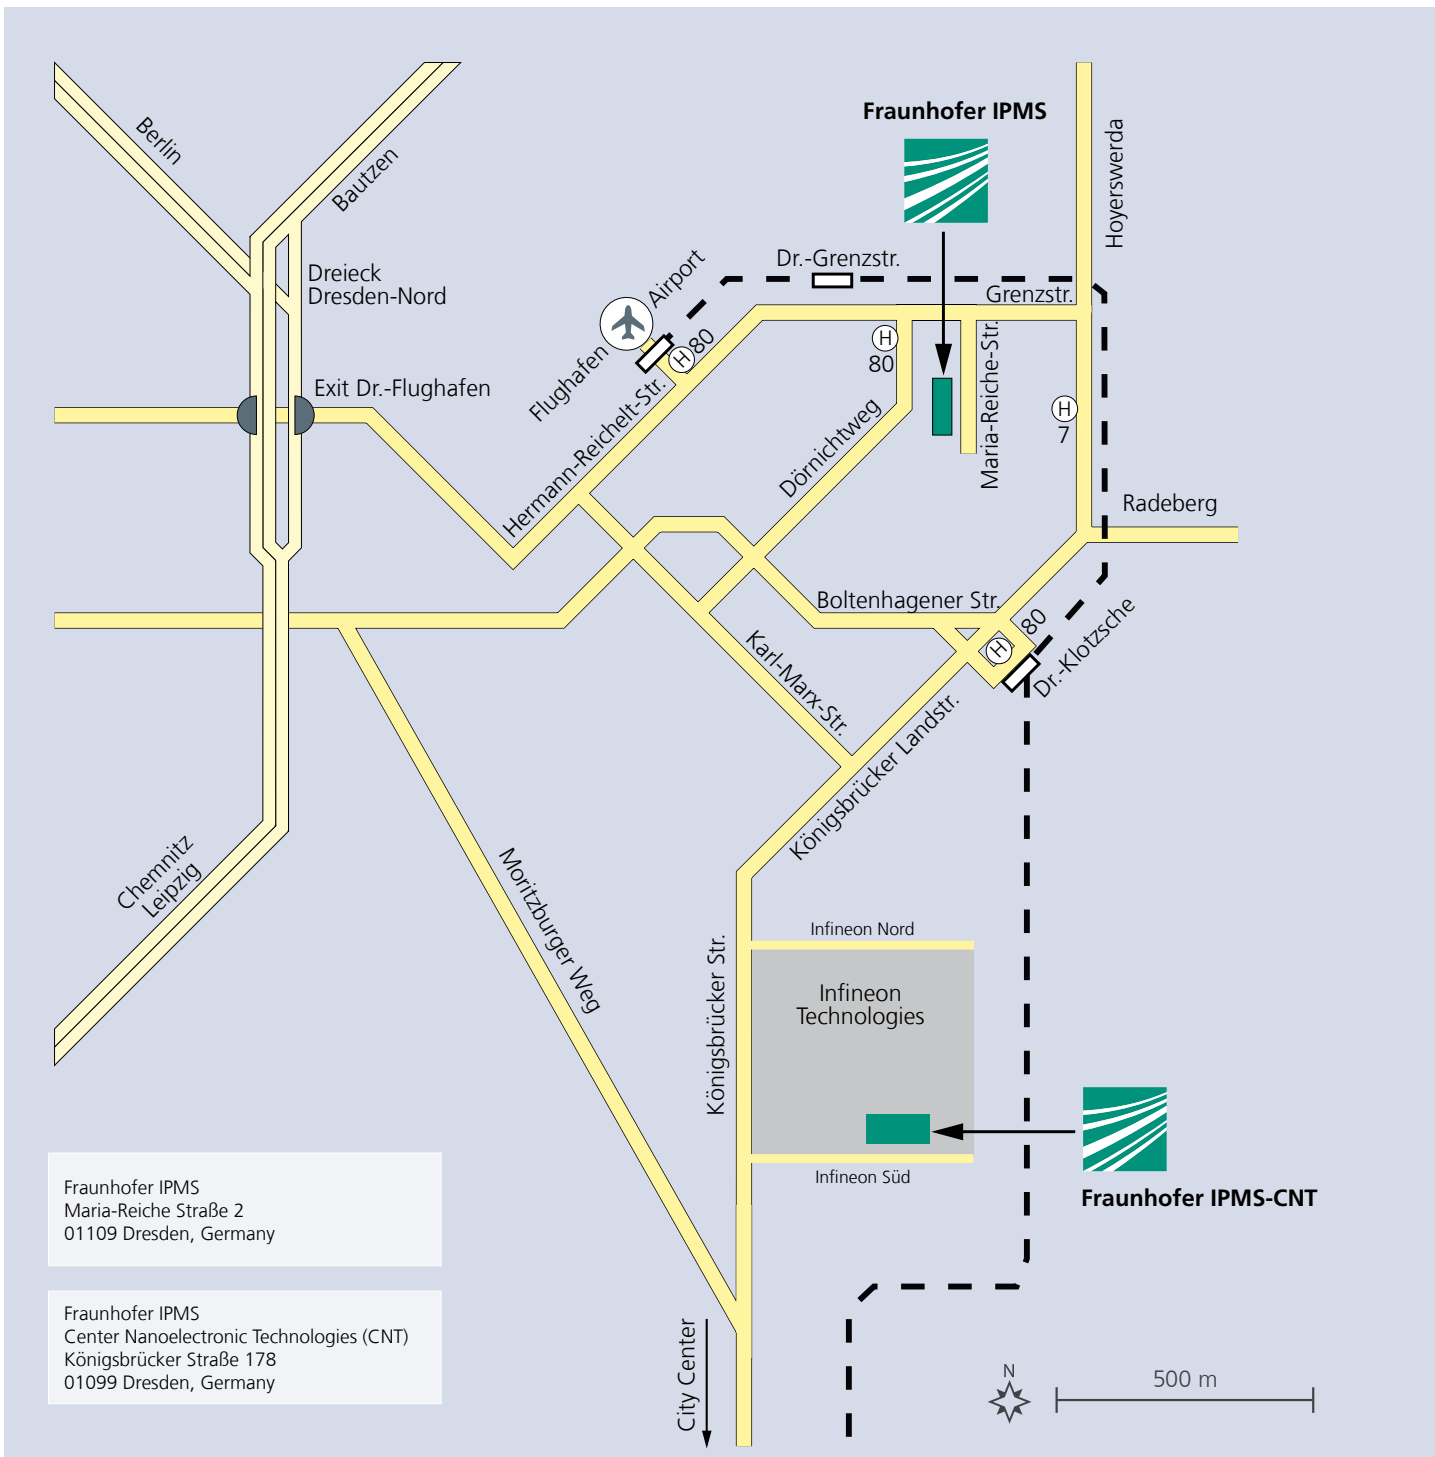 Fraunhofer IPMS
Berlin
Bautzen
Hoyerswerda
Dreieck
Dresden-Nord
Airport
Dr.-Grenzstr.
Grenzstr.
Flughafen
H
80
H
80
Maria-Reiche-Str.
Exit Dr.-Flughafen
Hermann-Reichelt-Str.
Dörnichtweg
H
7
Radeberg
Boltenhagener Str.
H
80
Dr.-Klotzsche
Karl-Marx-Str.
Königsbrücker Landstr.
Chemnitz
Leipzig
Moritzburger Weg
Königsbrücker Str.
Infineon Nord
Infineon
Technologies
Infineon Süd
Fraunhofer IPMS-CNT
Fraunhofer IPMS
Maria-Reiche Straße 2
01109 Dresden, Germany
Fraunhofer IPMS
Center Nanoelectronic Technologies (CNT)
Königsbrücker Straße 178
01099 Dresden, Germany
City Center
N
500 m